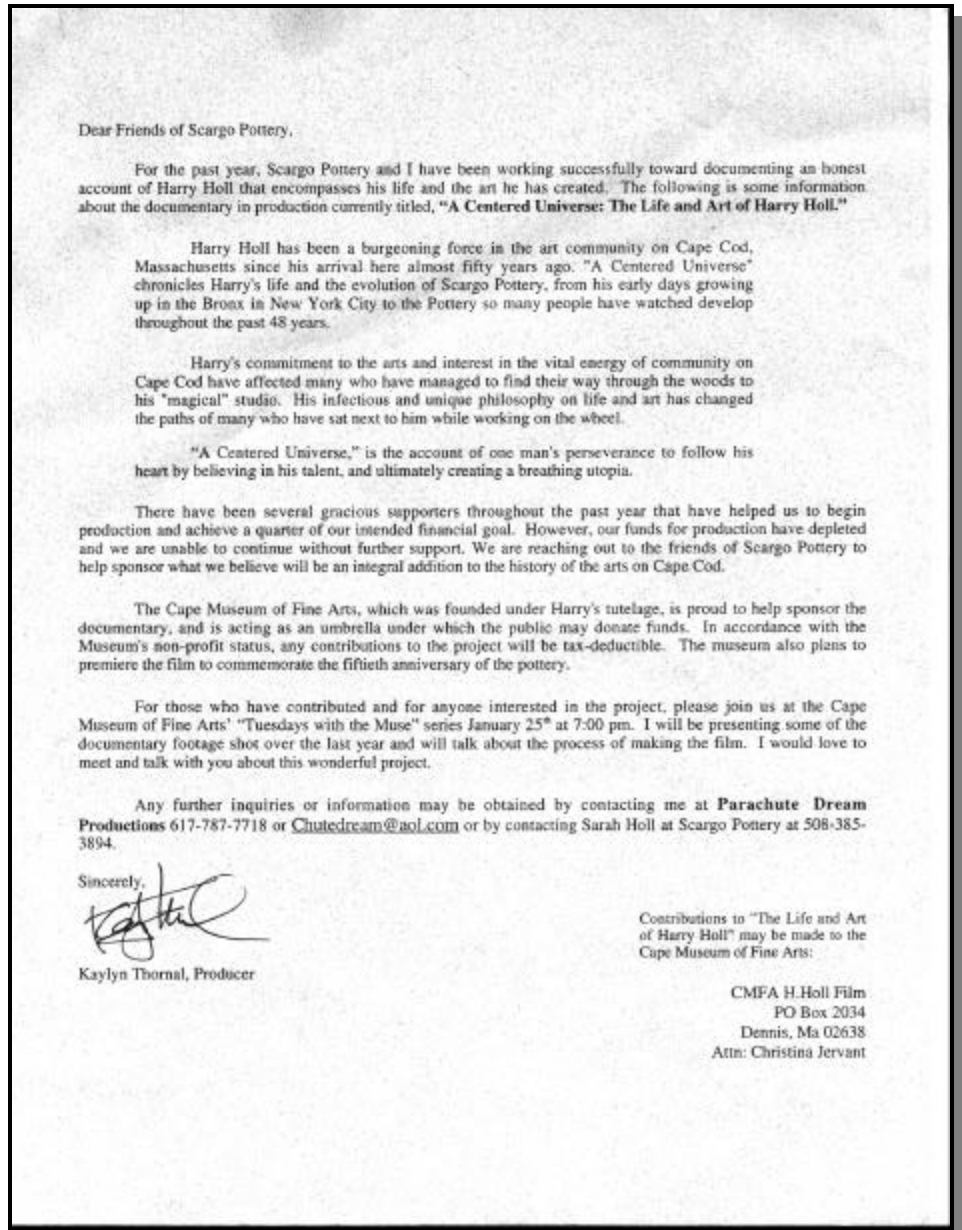 Dear Friends of Scargo Pottery,
For the past year, Scargo Pottery and I have been working successfully toward documenting an honest
account of Harry Holl that encompasses his life and the art he has created. The following is some information
about the documentary in production currently titled, "A Centered Universe: The Life and Art of Harry Holl."
Harry Holl has been a burgeoning force in the art community on Cape Cod,
Massachusetts since his arrival here almost fifty years ago. "A Centered Universe"
chronicles Harry's life and the evolution of Scargo Pottery, from his early days growing
up in the Bronx in New York City to the Pottery so many people have watched develop
throughout the past 48 years.
Harry's commitment to the arts and interest in the vital energy of community on
Cape Cod have affected many who have managed to find their way through the woods to
his "magical" studio. His infectious and unique philosophy on life and art has changed
the paths of many who have sat next to him while working on the wheel.
"A Centered Universe," is the account of one man's perseverance to follow his
heart by believing in his talent, and ultimately creating a breathing utopia.
There have been several gracious supporters throughout the past year that have helped us to begin
production and achieve a quarter of our intended financial goal. However, our funds for production have depleted
and we are unable to continue without further support. We are reaching out to the friends of Scargo Pottery to
help sponsor what we believe will be an integral addition to the history of the arts on Cape Cod.
The Cape Museum of Fine Arts, which was founded under Harry's tutelage, is proud to help sponsor the
documentary, and is acting as an umbrella under which the public may donate funds. In accordance with the
Museum's non-profit status, any contributions to the project will be tax-deductible. The museum also plans to
premiere the film to commemorate the fiftieth anniversary of the pottery.
For those who have contributed and for anyone interested in the project, please join us at the Cape
Museum of Fine Arts' "Tuesdays with the Muse" series January 25th at 7:00 pm. I will be presenting some of the
documentary footage shot over the last year and will talk about the process of making the film. I would love to
meet and talk with you about this wonderful project.
Any further inquiries or information may be obtained by contacting me at Parachute Dream
Productions 617-787-7718 or Chutedream@aol.com or by contacting Sarah Holl at Scargo Pottery at 508-385-
3894.
Sincerely,
Kaylyn Thornal, Producer
Contributions to "The Life and Art
of Harry Holl" may be made to the
Cape Museum of Fine Arts:
CMFA H.Holl Film
PO Box 2034
Dennis, Ma 02638
Attn: Christina Jervant